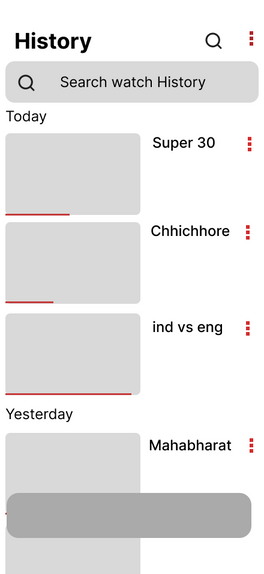 History
Search watch History
Today
Super 30
Chhichhore
ind vs eng
Yesterday
Mahabharat